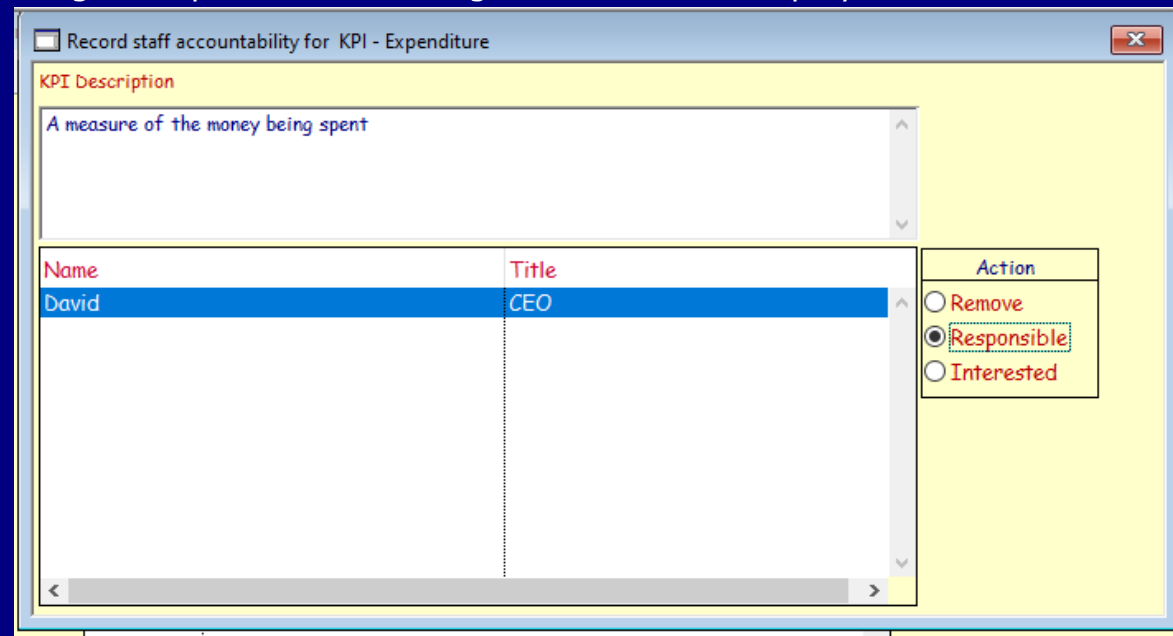 Record staff accountability for KPI - Expenditure
KPI Description
A measure of the money being spent
Name Title Action
David CEO Remove
Responsible
Interested